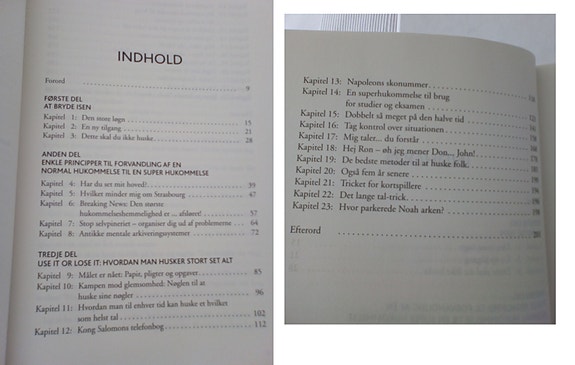 INDHOLD
Forord 9
FØRSTE DEL
AT BRYDE ISEN
Kapitel 1: Den store løgn 15
Kapitel 2: En ny tilgang 21
Kapitel 3: Dette skal du ikke huske 28
ANDEN DEL
ENKLE PRINCIPPER TIL FORVANDLING AF EN
NORMAL HUKOMMELSE TIL EN SUPER HUKOMMELSE
Kapitel 4: Har du set mit hoved? 39
Kapitel 5: Hvilket minder mig om Strasbourg 47
Kapitel 6: Breaking News: Den største
hukommelseshemmelighed er ... afsløret! 57
Kapitel 7: Stop selvpineriet – organiser dig ud af problemerne 64
Kapitel 8: Antikke mentale arkiveringssystemer 72
TREDJE DEL
USE IT OR LOSE IT: HVORDAN MAN HUSKER STORT SET ALT
Kapitel 9: Målet er nået: Papir, pligter og opgaver 85
Kapitel 10: Kampen mod glemsomhed: Nøglen til at
huske sine nøgler 96
Kapitel 11: Hvordan man til enhver tid kan huske et hvilket
som helst tal 102
Kapitel 12: Kong Salomons telefonbog 112
Kapitel 13: Napoleons skonummer
Kapitel 14: En superhukommelse til brug
for studier og eksamen
Kapitel 15: Dobbelt så meget på den halve tid
Kapitel 16: Tag kontrol over situationen
Kapitel 17: Mig taler... du forstår
Kapitel 18: Hej Ron – øh jeg mener Don... John!
Kapitel 19: De bedste metoder til at huske folk
Kapitel 20: Også fem år senere
Kapitel 21: Tricket for kortspillere
Kapitel 22: Det lange tal-trick
Kapitel 23: Hvor parkerede Noah arken?
Efterord